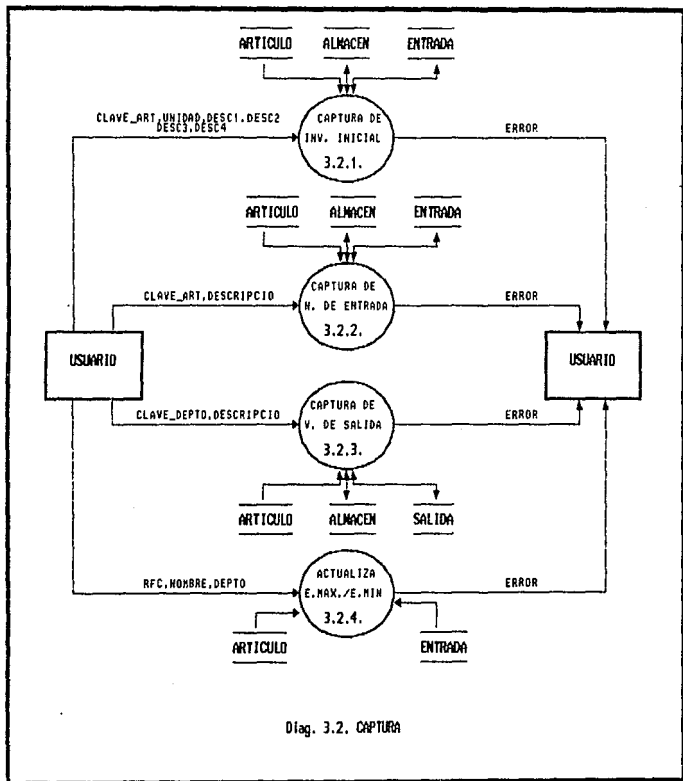 ARTICULO ALMACEN ENTRADA
CLAVE_ART,UNIDAD,DESC1.DESC2
DESC3,DESC4
CAPTURA DE
INV. INICIAL
3.2.1.
ERROR
ARTICULO ALMACEN ENTRADA
CLAVE_ART,DESCRIPCIO
CAPTURA DE
N. DE ENTRADA
3.2.2.
ERROR
USUARIO
USUARIO
CLAVE_DEPTO,DESCRIPCIO
CAPTURA DE
V. DE SALIDA
3.2.3.
ERROR
ARTICULO ALMACEN SALIDA
RFC,NOMBRE,DEPTO
ACTUALIZA
E.MAX./E.MIN
3.2.4.
ERROR
ARTICULO ENTRADA
Diag. 3.2. CAPTURA